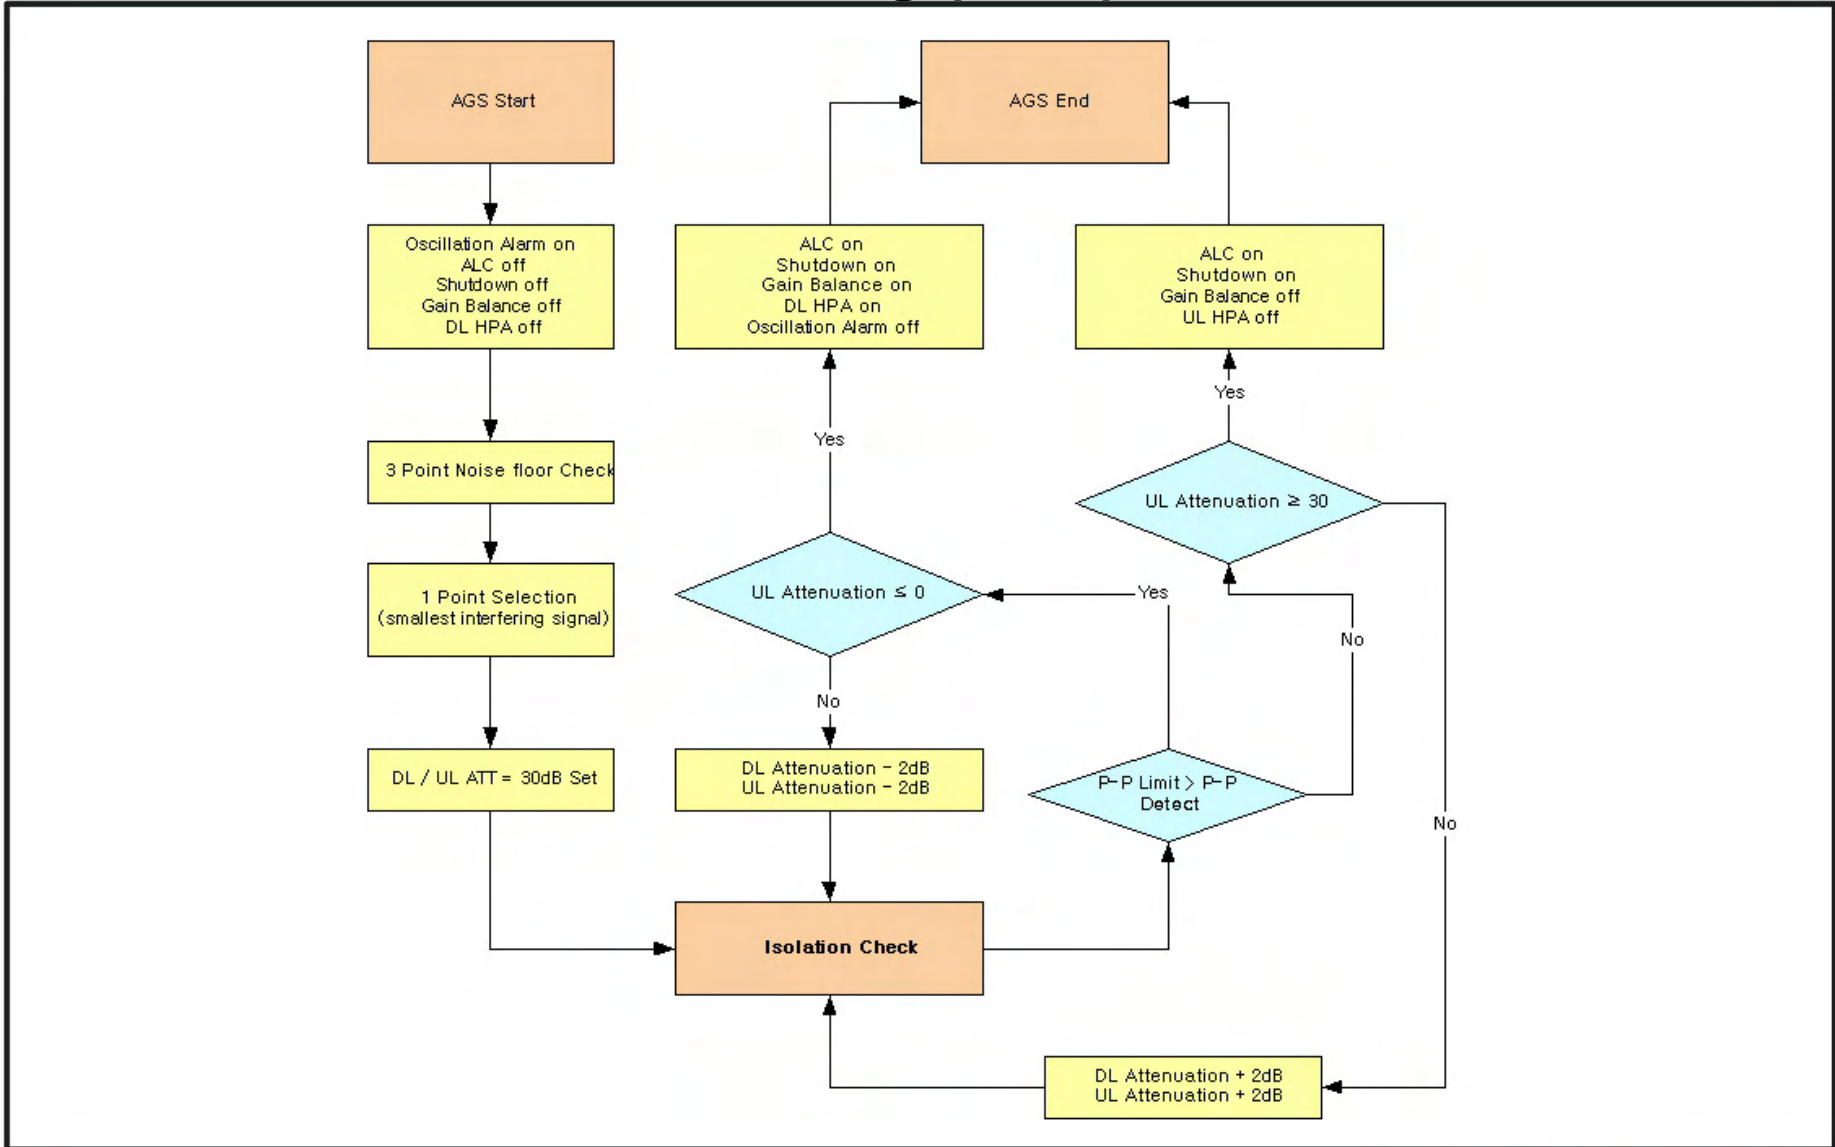 AGS Start
AGS End
Oscillation Alarm on
ALC off
Shutdown off
Gain Balance off
DL HPA off
ALC on
Shutdown on
Gain Balance on
DL HPA on
Oscillation Alarm off
ALC on
Shutdown on
Gain Balance off
UL HPA off
Yes
Yes
3 Point Noise floor Check
UL Attenuation ≥ 30
1 Point Selection
(smallest interfering signal)
UL Attenuation ≤ 0
Yes
No
No
DL / UL ATT = 30dB Set
DL Attenuation - 2dB
UL Attenuation - 2dB
P-P Limit > P-P
Detect
No
Isolation Check
DL Attenuation + 2dB
UL Attenuation + 2dB